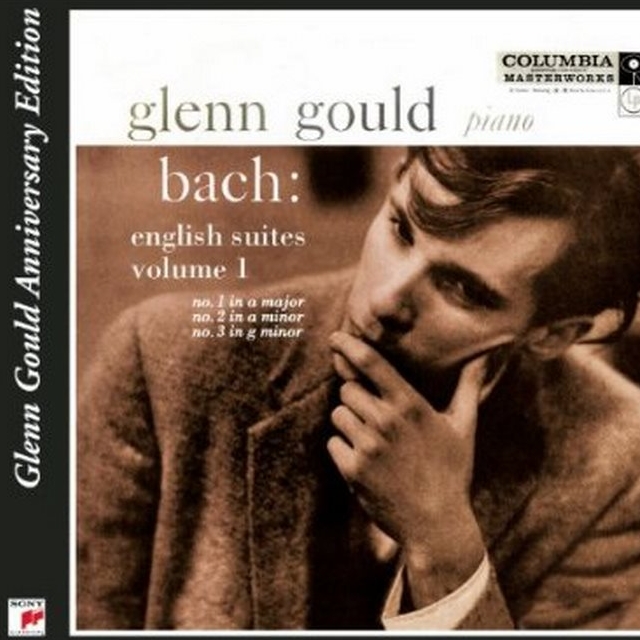 Glenn Gould Anniversary Edition
COLUMBIA
MASTERWORKS
glenn gould piano
bach:
english suites
volume 1
no. 1 in a major
no. 2 in a minor
no. 3 in g minor
SONY